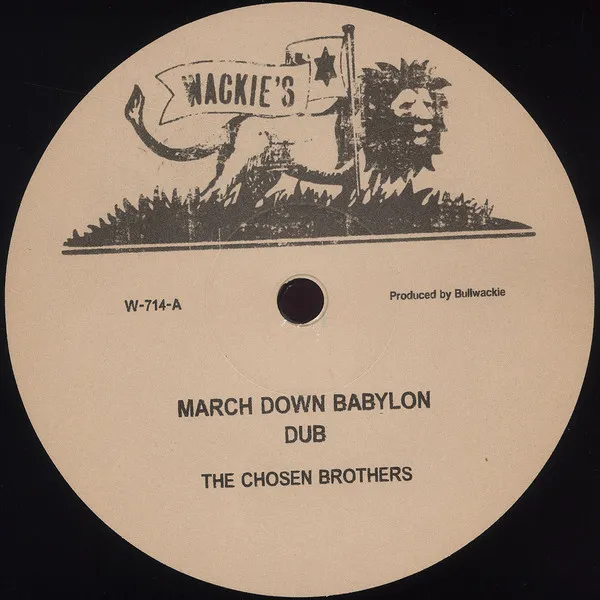 WACKIE'S
W-714-A
Produced by Bullwackie
MARCH DOWN BABYLON
DUB
THE CHOSEN BROTHERS